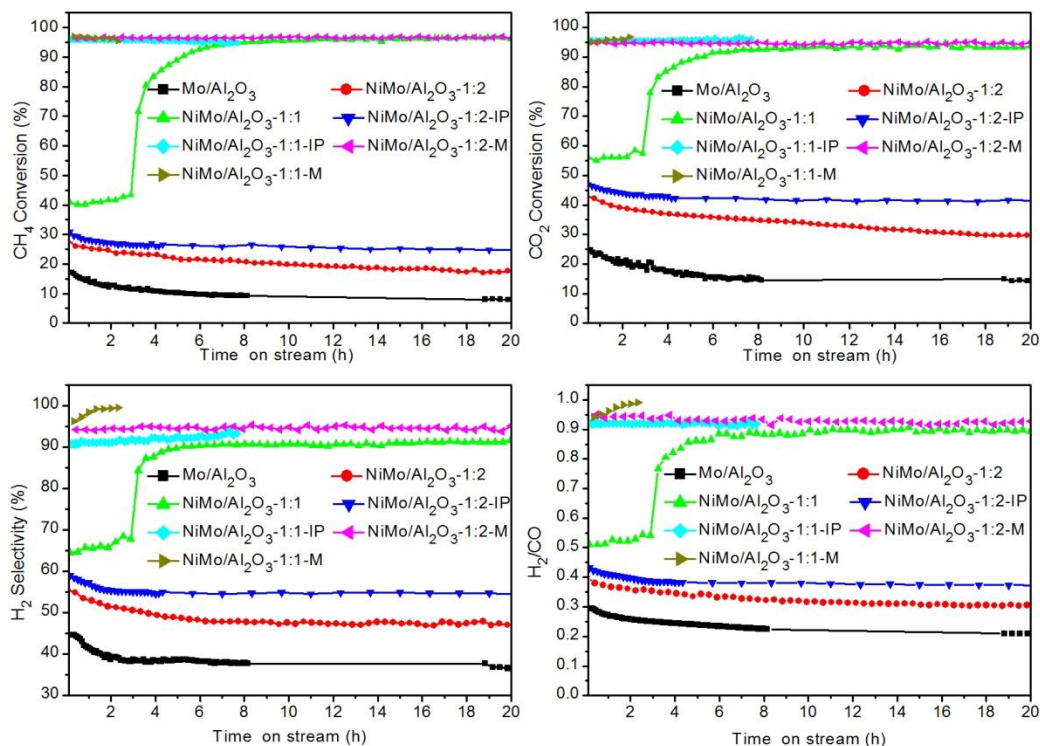 CH4 Conversion (%)
100
95
90
85
80
75
70
65
60
55
50
45
40
35
30
25
20
15
10
5
0
Mo/Al2O3 NiMo/Al2O3-1:2
NiMo/Al2O3-1:1 NiMo/Al2O3-1:2-IP
NiMo/Al2O3-1:1-IP NiMo/Al2O3-1:2-M
NiMo/Al2O3-1:1-M
2 4 6 8 10 12 14 16 18 20
Time on stream (h)
CO2 Conversion (%)
100
95
90
85
80
75
70
65
60
55
50
45
40
35
30
25
20
15
10
5
0
Mo/Al2O3 NiMo/Al2O3-1:2
NiMo/Al2O3-1:1 NiMo/Al2O3-1:2-IP
NiMo/Al2O3-1:1-IP NiMo/Al2O3-1:2-M
NiMo/Al2O3-1:1-M
2 4 6 8 10 12 14 16 18 20
Time on stream (h)
H2 Selectivity (%)
100
90
80
70
60
50
40
30
Mo/Al2O3 NiMo/Al2O3-1:2
NiMo/Al2O3-1:1 NiMo/Al2O3-1:2-IP
NiMo/Al2O3-1:1-IP NiMo/Al2O3-1:2-M
NiMo/Al2O3-1:1-M
2 4 6 8 10 12 14 16 18 20
Time on stream (h)
H2/CO
1.0
0.9
0.8
0.7
0.6
0.5
0.4
0.3
0.2
0.1
0.0
Mo/Al2O3 NiMo/Al2O3-1:2
NiMo/Al2O3-1:1 NiMo/Al2O3-1:2-IP
NiMo/Al2O3-1:1-IP NiMo/Al2O3-1:2-M
NiMo/Al2O3-1:1-M
2 4 6 8 10 12 14 16 18 20
Time on stream (h)